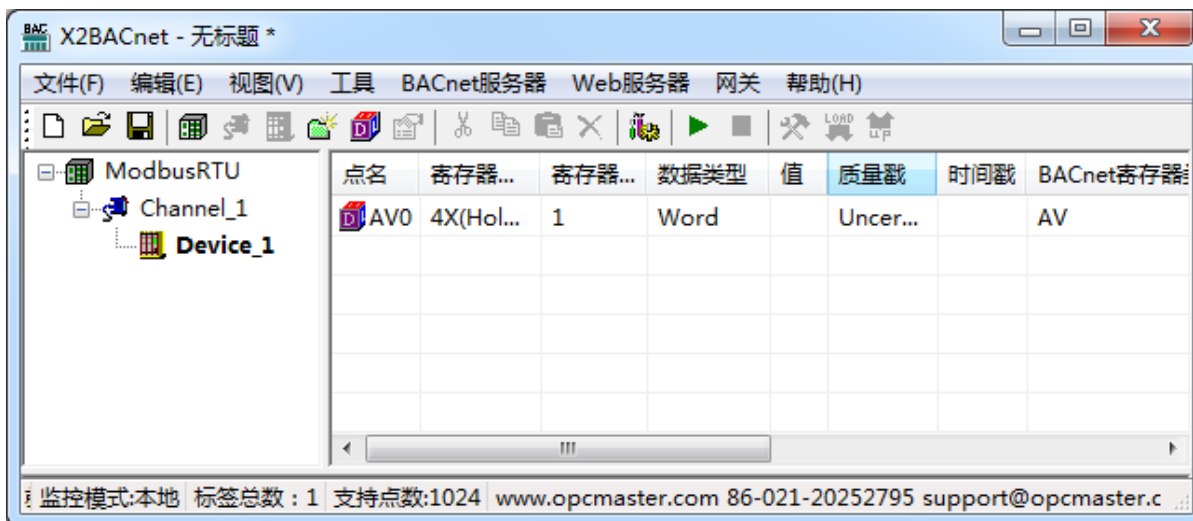 BAC X2BACnet - 无标题 *
文件(F) 编辑(E) 视图(V) 工具 BACnet服务器 Web服务器 网关 帮助(H)
LOAD UP
ModbusRTU
Channel_1
Device_1
点名 寄存器... 寄存器... 数据类型 值 质量戳 时间戳 BACnet寄存器
AV0 4X(Hol... 1 Word Uncer... AV
监控模式:本地 标签总数：1 支持点数:1024 www.opcmaster.com 86-021-20252795 support@opcmaster.c